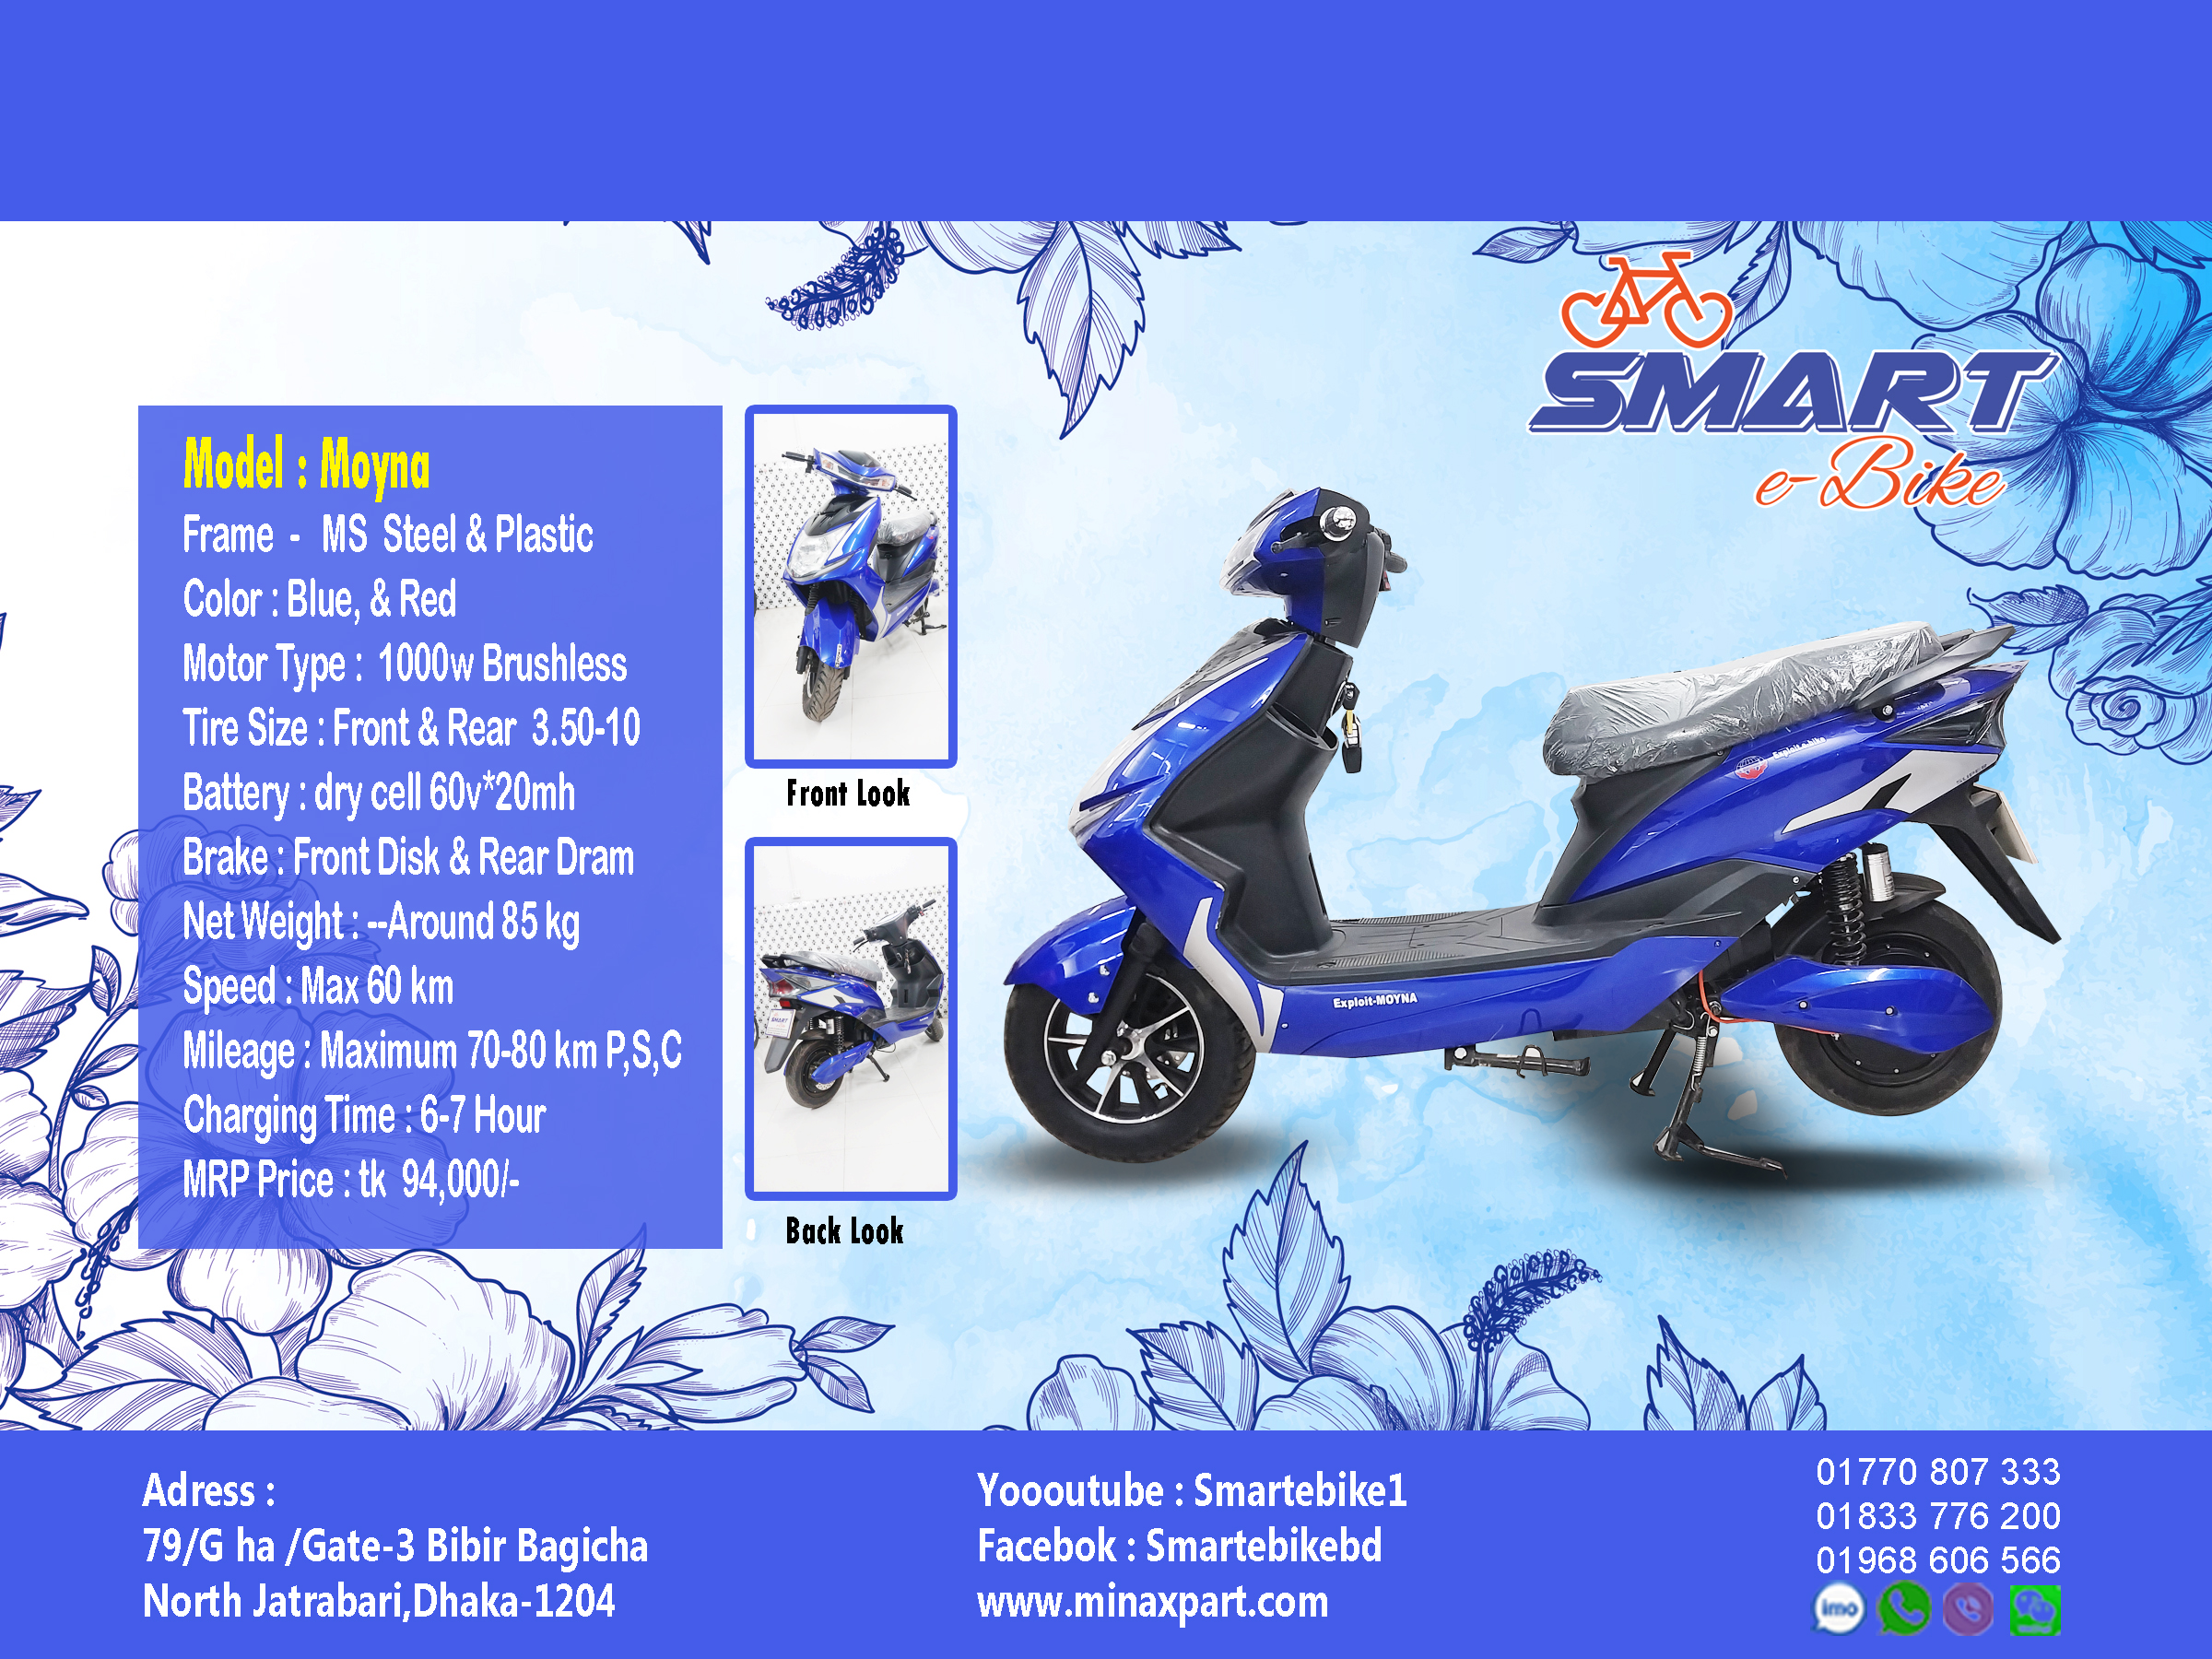 SMART
e-Bike
Model : Moyna
Frame - MS Steel & Plastic
Color : Blue, & Red
Motor Type : 1000w Brushless
Tire Size : Front & Rear 3.50-10
Battery : dry cell 60v*20mh
Brake : Front Disk & Rear Dram
Net Weight : --Around 85 kg
Speed : Max 60 km
Mileage : Maximum 70-80 km P,S,C
Charging Time : 6-7 Hour
MRP Price : tk 94,000/-
Front Look
SMART
Back Look
Exploit e-bike
Exploit-MOYNA
Adress :
79/G ha /Gate-3 Bibir Bagicha
North Jatrabari,Dhaka-1204
Yoooutube : Smartebike1
Facebok : Smartebikebd
www.minaxpart.com
01770 807 333
01833 776 200
01968 606 566
imo